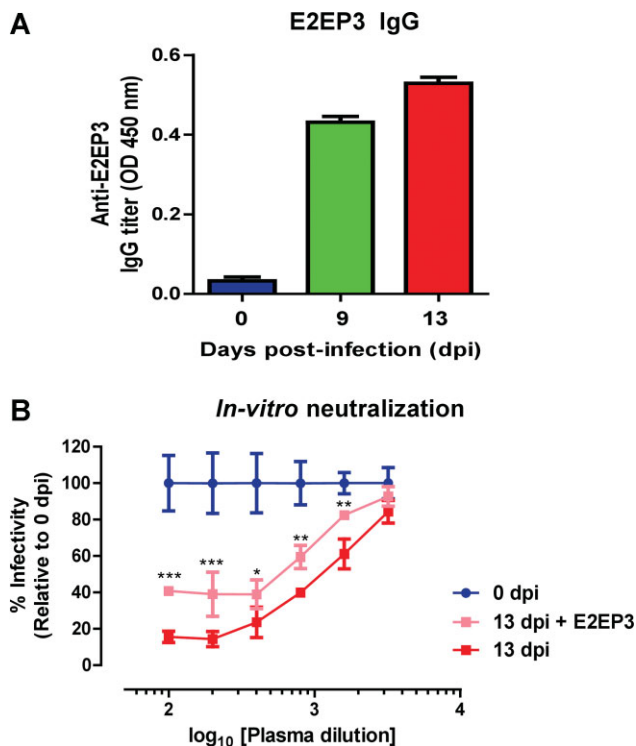 A
E2EP3 IgG
Anti-E2EP3
IgG titer (OD 450 nm)
0.6
0.4
0.2
0.0
0 9 13
Days post-infection (dpi)
B
In-vitro neutralization
% Infectivity
(Relative to 0 dpi)
120
100
80
60
40
20
0
*** *** * ** **
2 3 4
log10 [Plasma dilution]
0 dpi
13 dpi + E2EP3
13 dpi